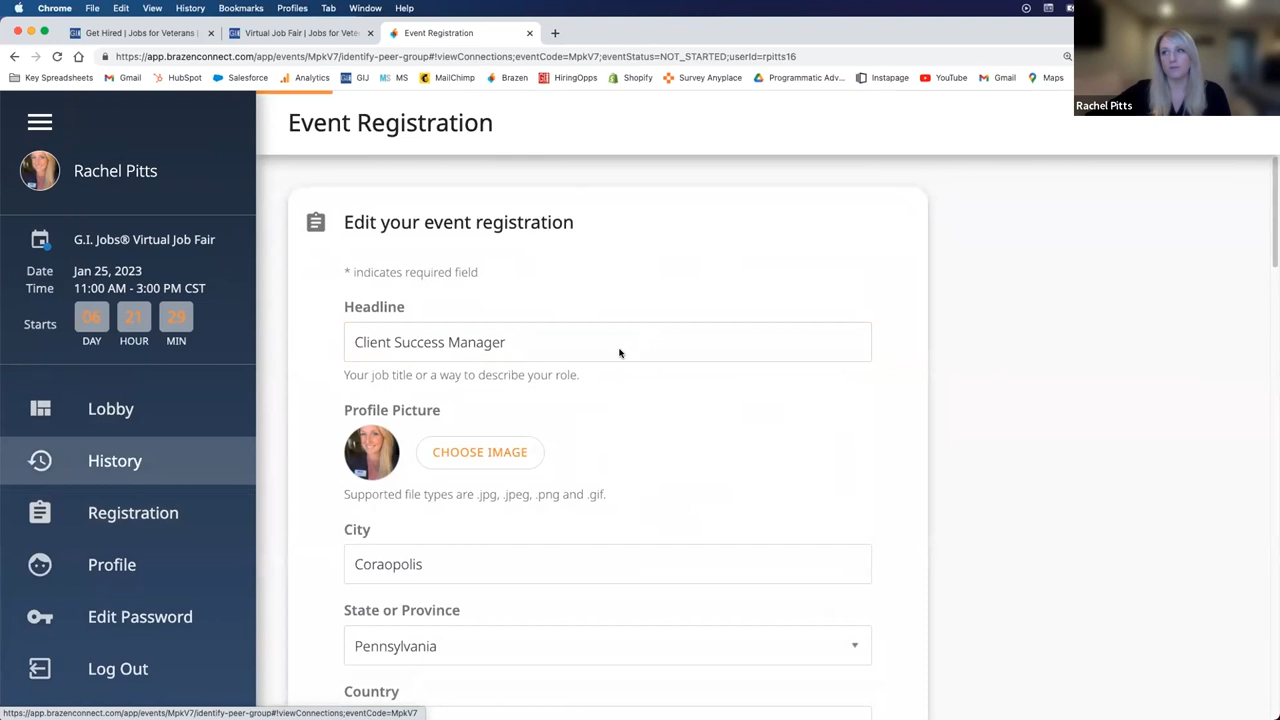 Chrome File Edit View History Bookmarks Profiles Tab Window Help
Get Hired | Jobs for Veterans |
Virtual Job Fair | Jobs for Vete
Event Registration
https://app.brazenconnect.com/app/events/MpkV7/identify-peer-group#!viewConnections;eventCode=MpkV7;eventStatus=NOT_STARTED;userId=rpitts16
Key Spreadsheets Gmail HubSpot Salesforce Analytics GIJ MS MailChimp Brazen HiringOpps Shopify Survey Anyplace Programmatic Adv... Instapage YouTube Gmail Maps
Rachel Pitts
Event Registration
Rachel Pitts
G.I. Jobs® Virtual Job Fair
Date Jan 25, 2023
Time 11:00 AM - 3:00 PM CST
Starts 06 21 29
DAY HOUR MIN
Lobby
History
Registration
Profile
Edit Password
Log Out
Edit your event registration
* indicates required field
Headline
Client Success Manager
Your job title or a way to describe your role.
Profile Picture
CHOOSE IMAGE
Supported file types are .jpg, .jpeg, .png and .gif.
City
Coraopolis
State or Province
Pennsylvania
Country
https://app.brazenconnect.com/app/events/MpkV7/identify-peer-group#!viewConnections;eventCode=MpkV7